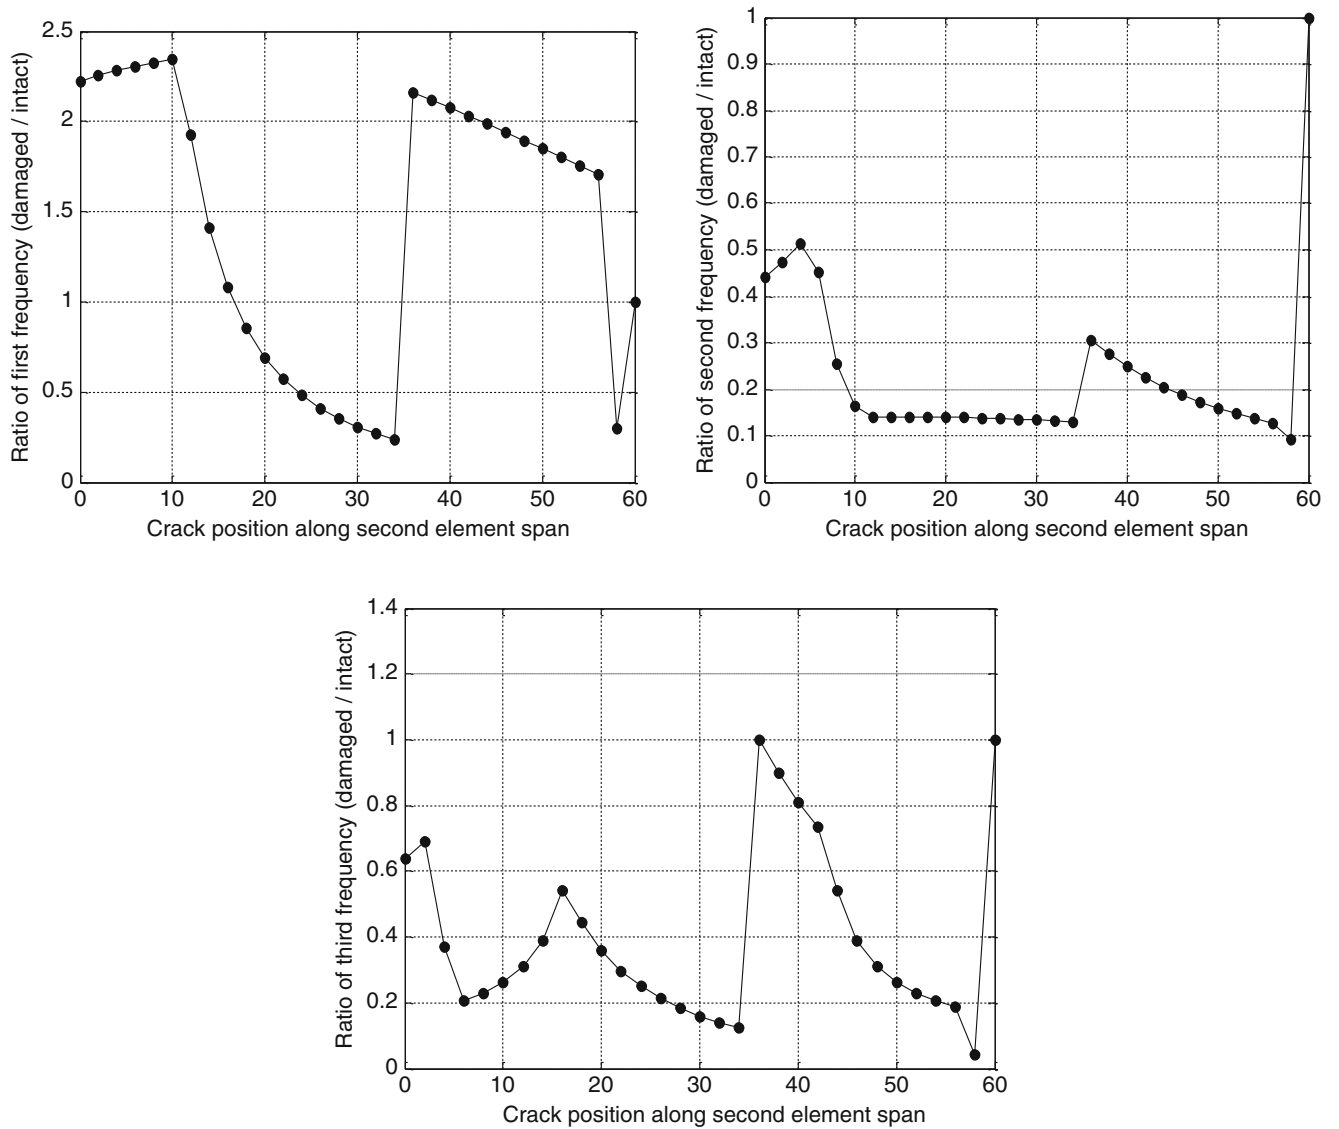 Ratio of first frequency (damaged / intact)
2.5
2
1.5
1
0.5
0
0 10 20 30 40 50 60
Crack position along second element span
Ratio of second frequency (damaged / intact)
1
0.9
0.8
0.7
0.6
0.5
0.4
0.3
0.2
0.1
0
0 10 20 30 40 50 60
Crack position along second element span
Ratio of third frequency (damaged / intact)
1.4
1.2
1
0.8
0.6
0.4
0.2
0
0 10 20 30 40 50 60
Crack position along second element span